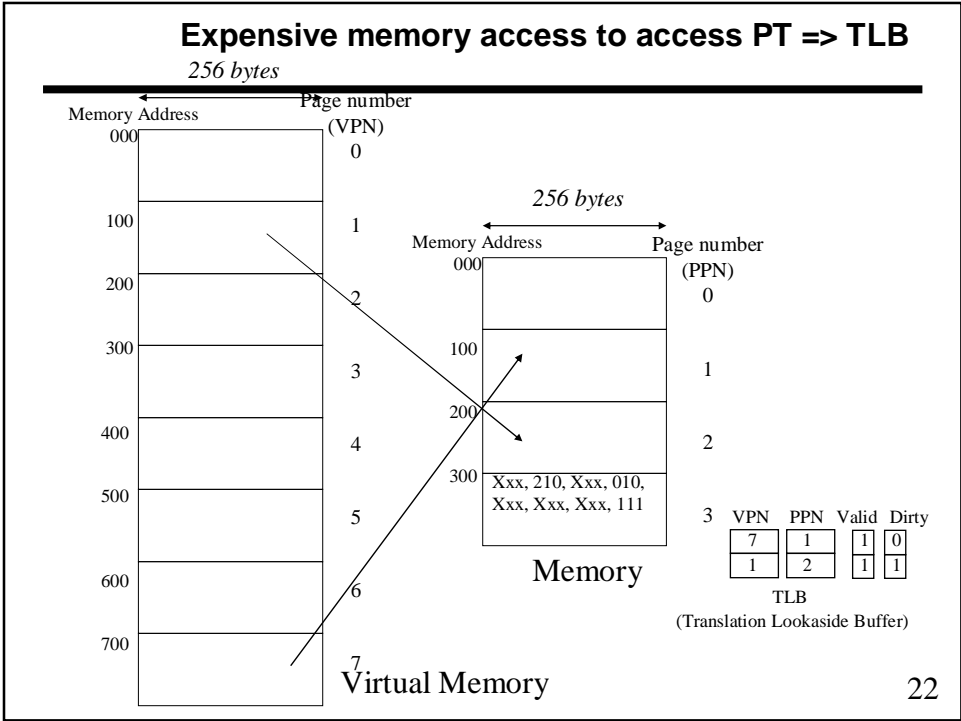 Expensive memory access to access PT => TLB
256 bytes
Memory Address
Page number
(VPN)
000
0
100
1
200
2
300
3
400
4
500
5
600
6
700
7
Virtual Memory
256 bytes
Memory Address
Page number
(PPN)
000
0
100
1
200
2
300
3
Xxx, 210, Xxx, 010,
Xxx, Xxx, Xxx, 111
Memory
VPN PPN Valid Dirty
7 1 1 0
1 2 1 1
TLB
(Translation Lookaside Buffer)
22